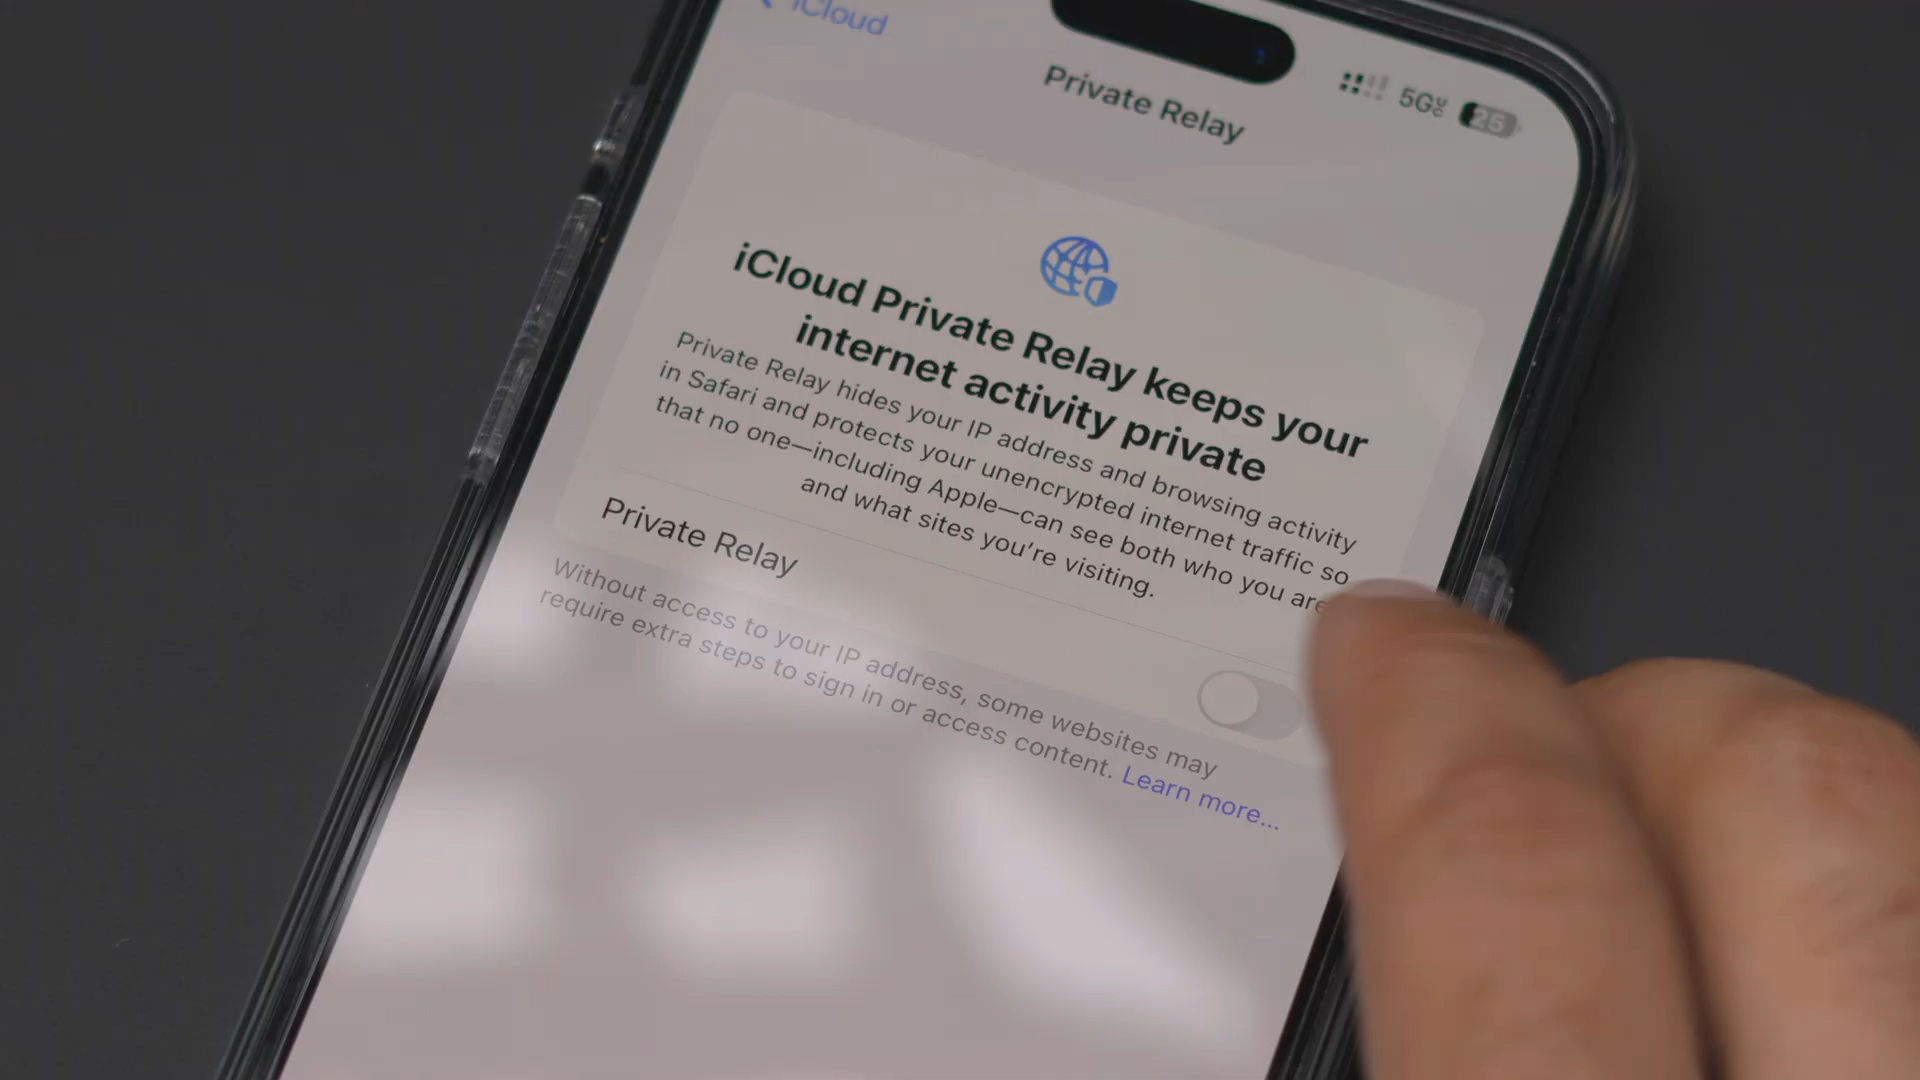 iCloud
5GUC
25
Private Relay
iCloud Private Relay keeps your
internet activity private
Private Relay hides your IP address and browsing activity
in Safari and protects your unencrypted internet traffic so
that no one—including Apple—can see both who you are
and what sites you're visiting.
Private Relay
Without access to your IP address, some websites may
require extra steps to sign in or access content. Learn more...